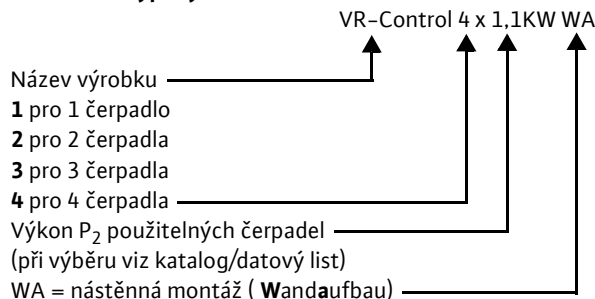 VR-Control 4 x 1,1KW WA
Název výrobku
1 pro 1 čerpadlo
2 pro 2 čerpadla
3 pro 3 čerpadla
4 pro 4 čerpadla
Výkon P2 použitelných čerpadel
(při výběru viz katalog/datový list)
WA = nástěnná montáž ( Wandaufbau)